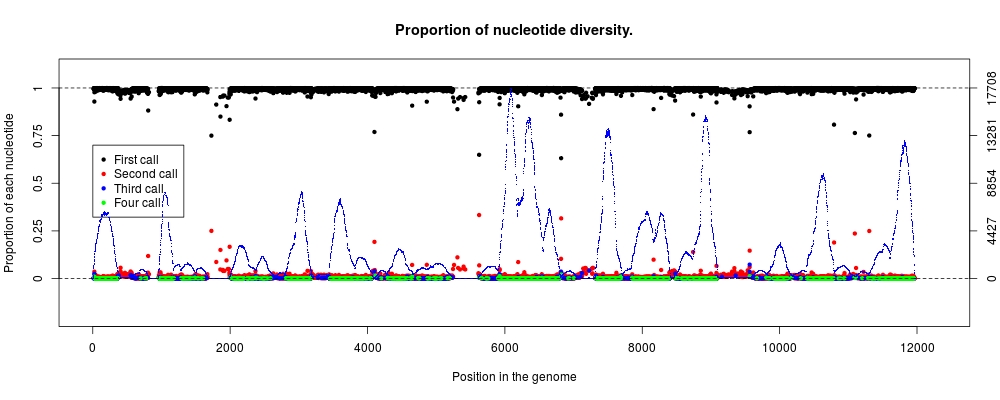 Proportion of nucleotide diversity.
Proportion of each nucleotide
1
0.75
0.5
0.25
0
First call
Second call
Third call
Four call
17708
13281
8854
4427
0
0 2000 4000 6000 8000 10000 12000
Position in the genome